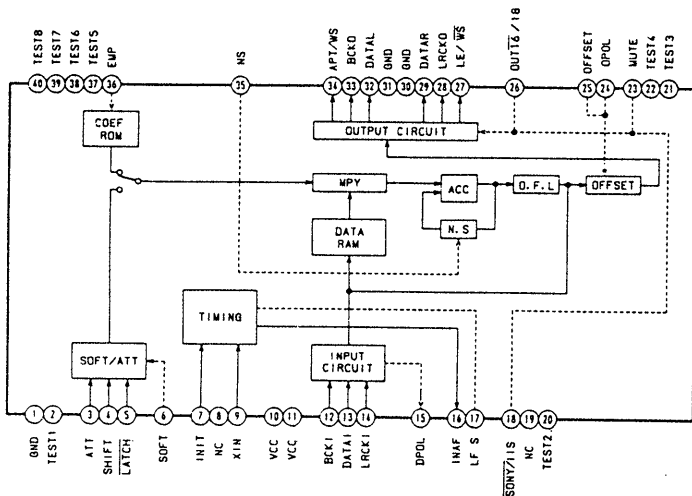 TEST8
TEST7
TEST6
TEST5
EMP
NS
APT/WS
BCKO
DATAL
GND
GND
DATAR
LRCKO
LE/WS
OUT16/18
OFFSET
OPOL
MUTE
TEST4
TEST3
40 39 38 37 36 35 34 33 32 31 30 29 28 27 26 25 24 23 22 21
COEF
ROM
OUTPUT CIRCUIT
MPY
ACC
O.F.L
OFFSET
N.S
DATA
RAM
TIMING
SOFT/ATT
INPUT
CIRCUIT
1 2 3 4 5 6 7 8 9 10 11 12 13 14 15 16 17 18 19 20
GND
TEST1
ATT
SHIFT
LATCH
SOFT
INIT
NC
XIN
VCC
VCC
BCKI
DATAI
LRCKI
DPOL
INAF
LFS
SONY/IIS
NC
TEST2